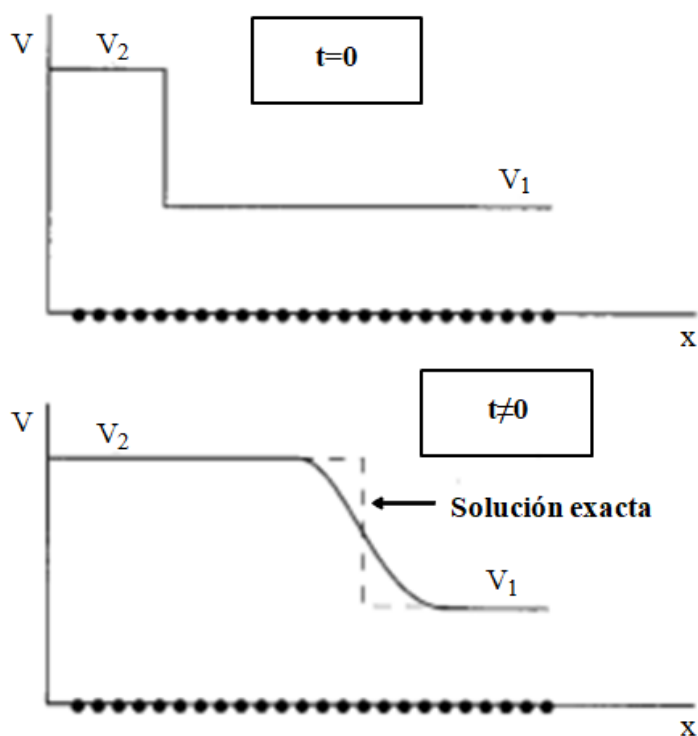 t=0
V
V2
V1
x
t≠0
V
V2
Solución exacta
V1
x